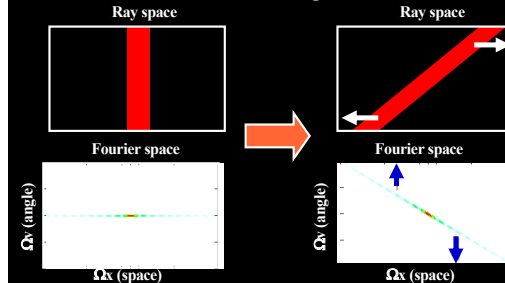 Ray space
Ray space
Fourier space
Fourier space
Ωv (angle)
Ωv (angle)
Ωx (space)
Ωx (space)